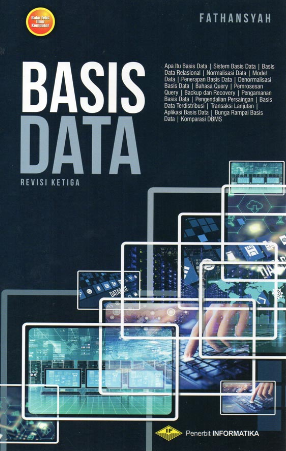 FATHANSYAH
BASIS
DATA
REVISI KETIGA
Apa Itu Basis Data | Sistem Basis Data | Basis
Data Relasional | Normalisasi Data | Model
Data | Penerapan Basis Data | Denormalisasi
Basis Data | Bahasa Query | Pemrosesan
Query | Backup dan Recovery | Pengamanan
Basis Data | Pengendalian Persaingan | Basis
Data Terdistribusi | Transaksi Lanjutan |
Aplikasi Basis Data | Bunga Rampai Basis
Data | Komparasi DBMS
Penerbit INFORMATIKA